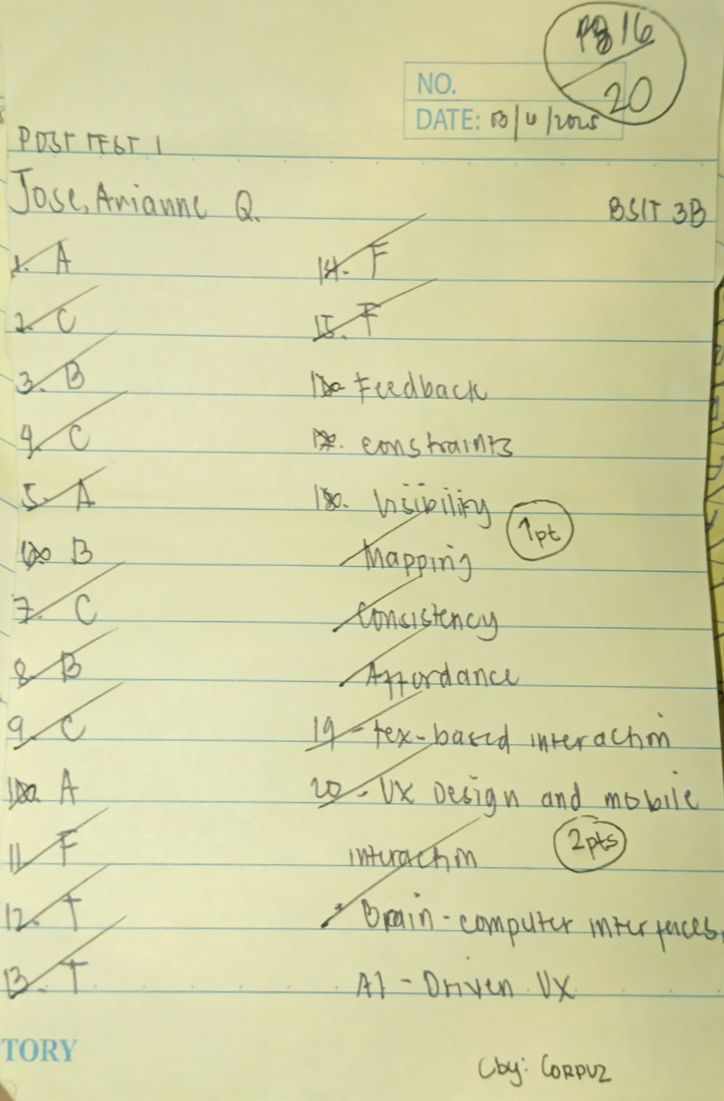 16
20
NO.
DATE: 03/4/2025
POST TEST 1
Jose, Arianne Q.
BSIT 3B
1. A
2. C
3. B
4. C
5. A
6. B
7. C
8. B
9. C
10. A
11. F
12. T
13. T
14. F
15. F
16. Feedback
17. constraints
18. Visibility
1pt
Mapping
Consistency
Affordance
19 - tex-based interaction
20 - UX Design and mobile
interaction
2pts
Brain-computer interfaces,
AI - Driven UX
TORY
Cby: CORPUZ